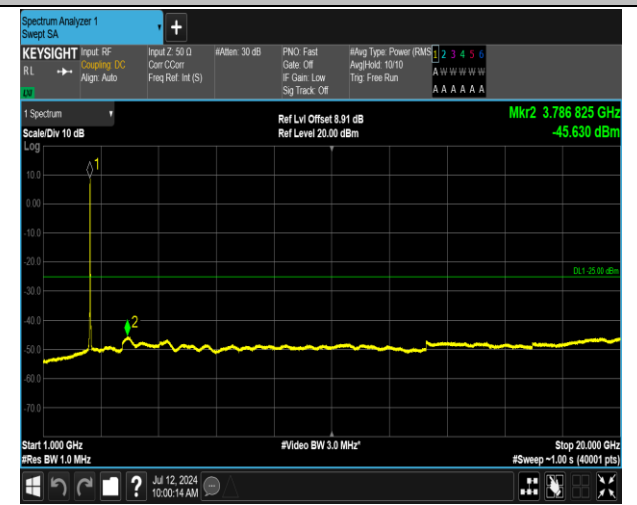 Spectrum Analyzer 1
Swept SA
+
KEYSIGHT Input: RF Input Z: 50 Ω #Atten: 30 dB PNO: Fast #Avg Type: Power (RMS 1 2 3 4 5 6
R L Coupling: DC Corr CCorr Gate: Off Avg|Hold: 10/10 A W W W W W
Align: Auto Freq Ref: Int (S) IF Gain: Low Trig: Free Run
Sig Track: Off A A A A A A
1 Spectrum
Scale/Div 10 dB
Ref Lvl Offset 8.91 dB
Ref Level 20.00 dBm
Mkr2 3.786 825 GHz
-45.630 dBm
Log
1
10.0
0.00
-10.0
-20.0
DL1 -25.00 dBm
-30.0
-40.0
2
-50.0
-60.0
-70.0
Start 1.000 GHz #Video BW 3.0 MHz* Stop 20.000 GHz
#Res BW 1.0 MHz #Sweep ~1.00 s (40001 pts)
? Jul 12, 2024
10:00:14 AM